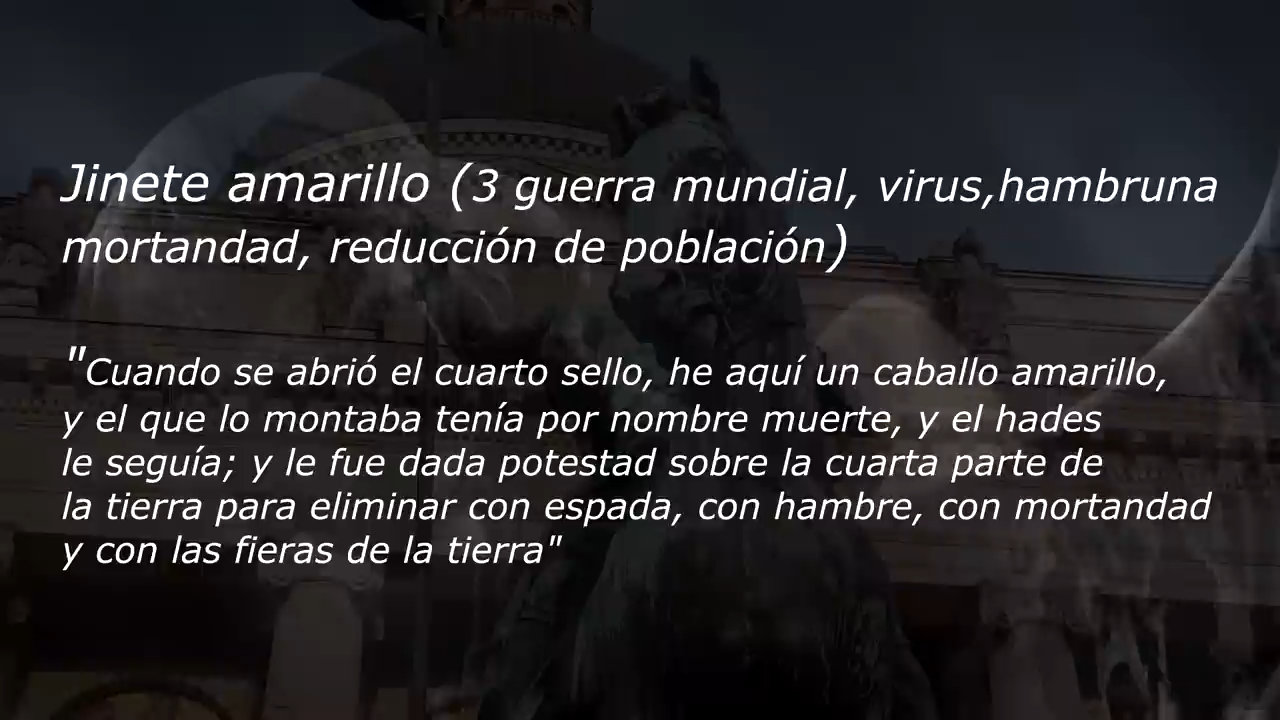 Jinete amarillo (3 guerra mundial, virus,hambruna
mortandad, reducción de población)
"Cuando se abrió el cuarto sello, he aquí un caballo amarillo,
y el que lo montaba tenía por nombre muerte, y el hades
le seguía; y le fue dada potestad sobre la cuarta parte de
la tierra para eliminar con espada, con hambre, con mortandad
y con las fieras de la tierra"